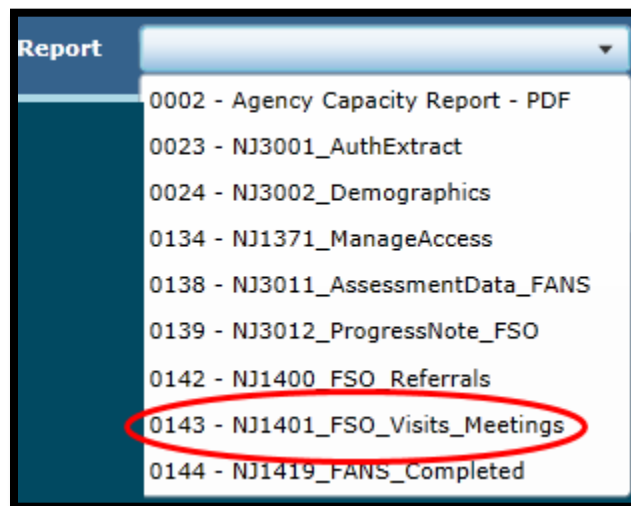 Report
0002 - Agency Capacity Report - PDF
0023 - NJ3001_AuthExtract
0024 - NJ3002_Demographics
0134 - NJ1371_ManageAccess
0138 - NJ3011_AssessmentData_FANS
0139 - NJ3012_ProgressNote_FSO
0142 - NJ1400_FSO_Referrals
0143 - NJ1401_FSO_Visits_Meetings
0144 - NJ1419_FANS_Completed